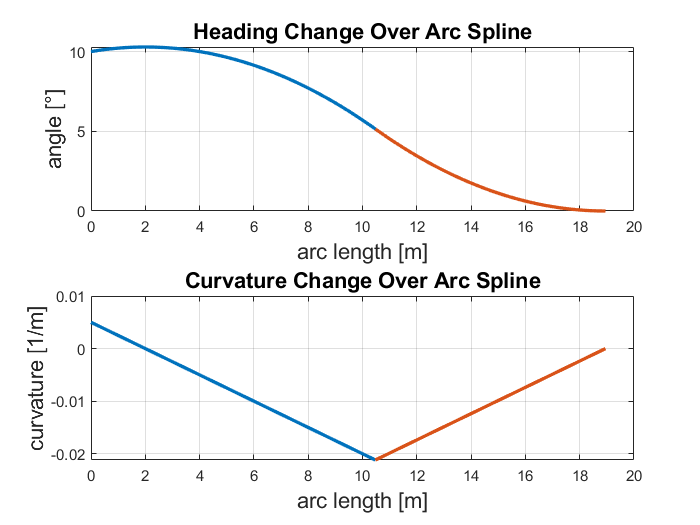 Heading Change Over Arc Spline
10
5
0
angle [°]
0 2 4 6 8 10 12 14 16 18 20
arc length [m]
Curvature Change Over Arc Spline
0.01
0
-0.01
-0.02
curvature [1/m]
0 2 4 6 8 10 12 14 16 18 20
arc length [m]